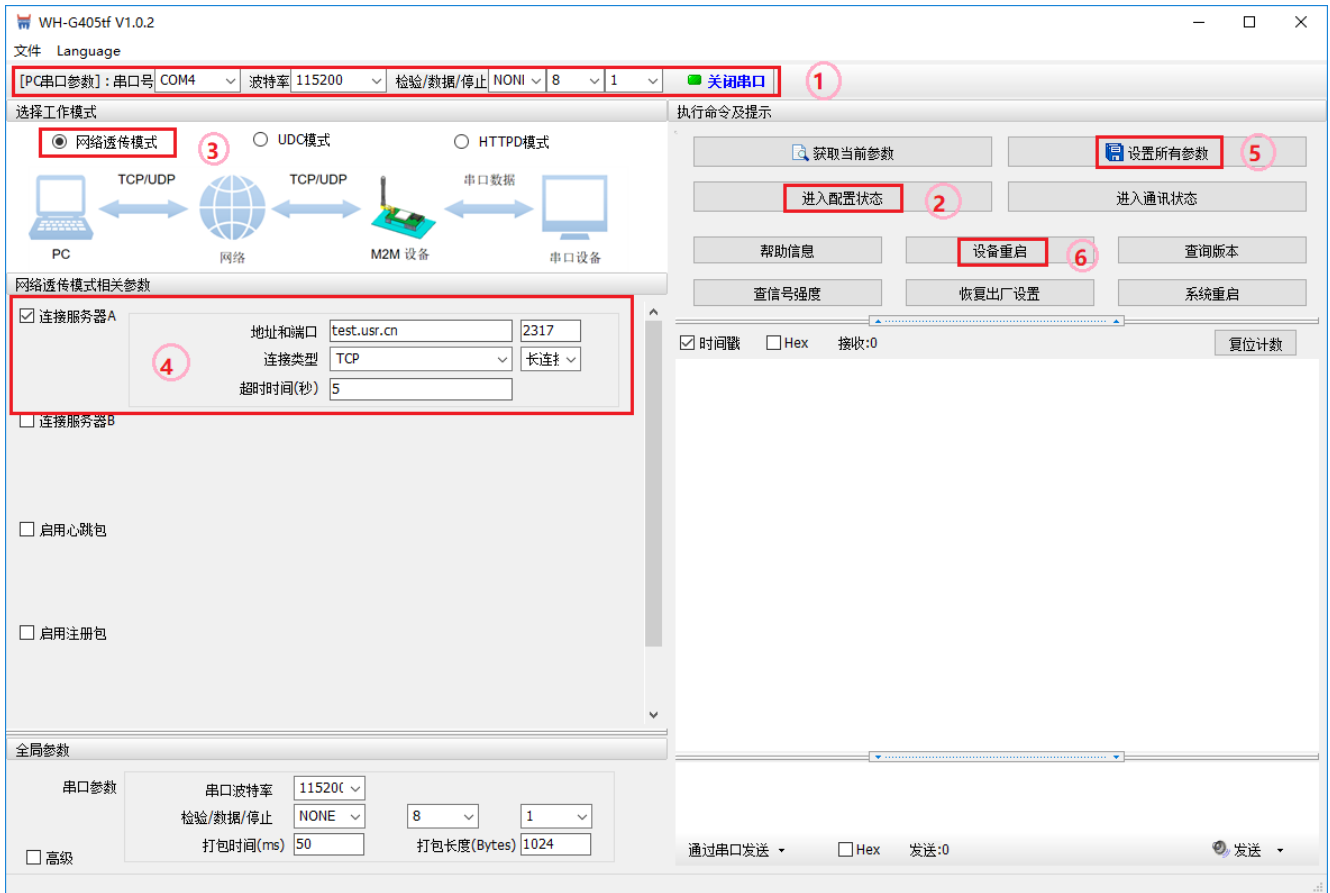 WH-G405tf V1.0.2
文件 Language
[PC串口参数]：串口号 COM4 波特率 115200 检验/数据/停止 NONI 8 1 关闭串口 1
选择工作模式
网络透传模式 3 UDC模式 HTTPD模式
TCP/UDP TCP/UDP 串口数据
PC 网络 M2M 设备 串口设备
网络透传模式相关参数
连接服务器A
地址和端口 test.usr.cn 2317
4 连接类型 TCP 长连
超时时间(秒) 5
连接服务器B
启用心跳包
启用注册包
全局参数
串口参数 串口波特率 11520(
检验/数据/停止 NONE 8 1
打包时间(ms) 50 打包长度(Bytes) 1024
高级
执行命令及提示
获取当前参数 设置所有参数 5
进入配置状态 2 进入通讯状态
帮助信息 设备重启 6 查询版本
查信号强度 恢复出厂设置 系统重启
时间戳 Hex 接收:0 复位计数
通过串口发送 Hex 发送:0 发送